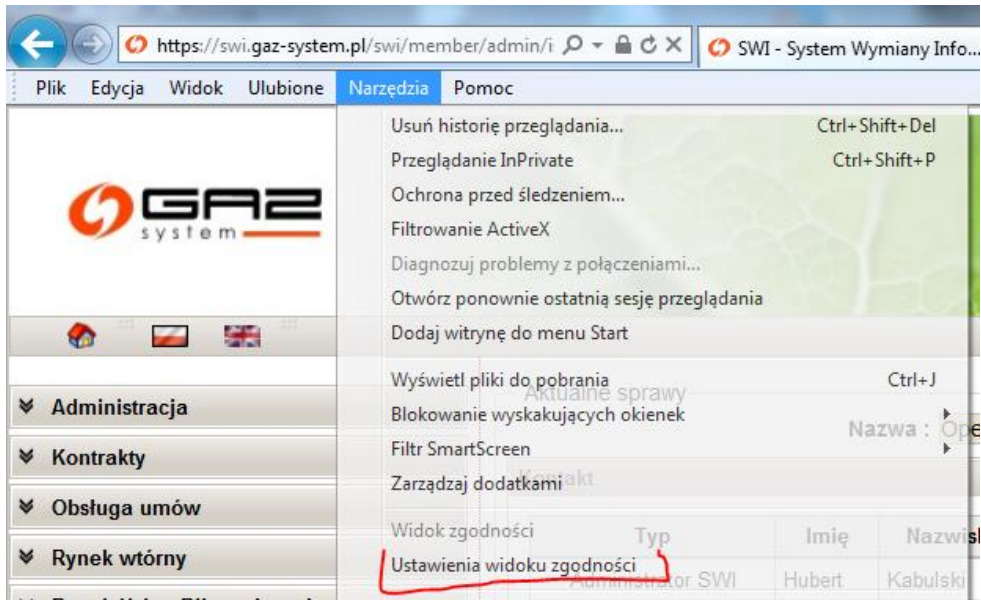 https://swi.gaz-system.pl/swi/member/admin/i
SWI - System Wymiany Info...
Plik Edycja Widok Ulubione Narzędzia Pomoc
GAZ
system
Usuń historię przeglądania... Ctrl+Shift+Del
Przeglądanie InPrivate Ctrl+Shift+P
Ochrona przed śledzeniem...
Filtrowanie ActiveX
Diagnozuj problemy z połączeniami...
Otwórz ponownie ostatnią sesję przeglądania
Dodaj witrynę do menu Start
Wyświetl pliki do pobrania Ctrl+J
Aktualne sprawy
Administracja
Blokowanie wyskakujących okienek
Nazwa : Ope
Filtr SmartScreen
Kontrakty
Zarządzaj dodatkami
Kontakt
Obsługa umów
Widok zgodności
Typ Imię Nazwis
Rynek wtórny
Ustawienia widoku zgodności
Administrator SWI Hubert Kabulski